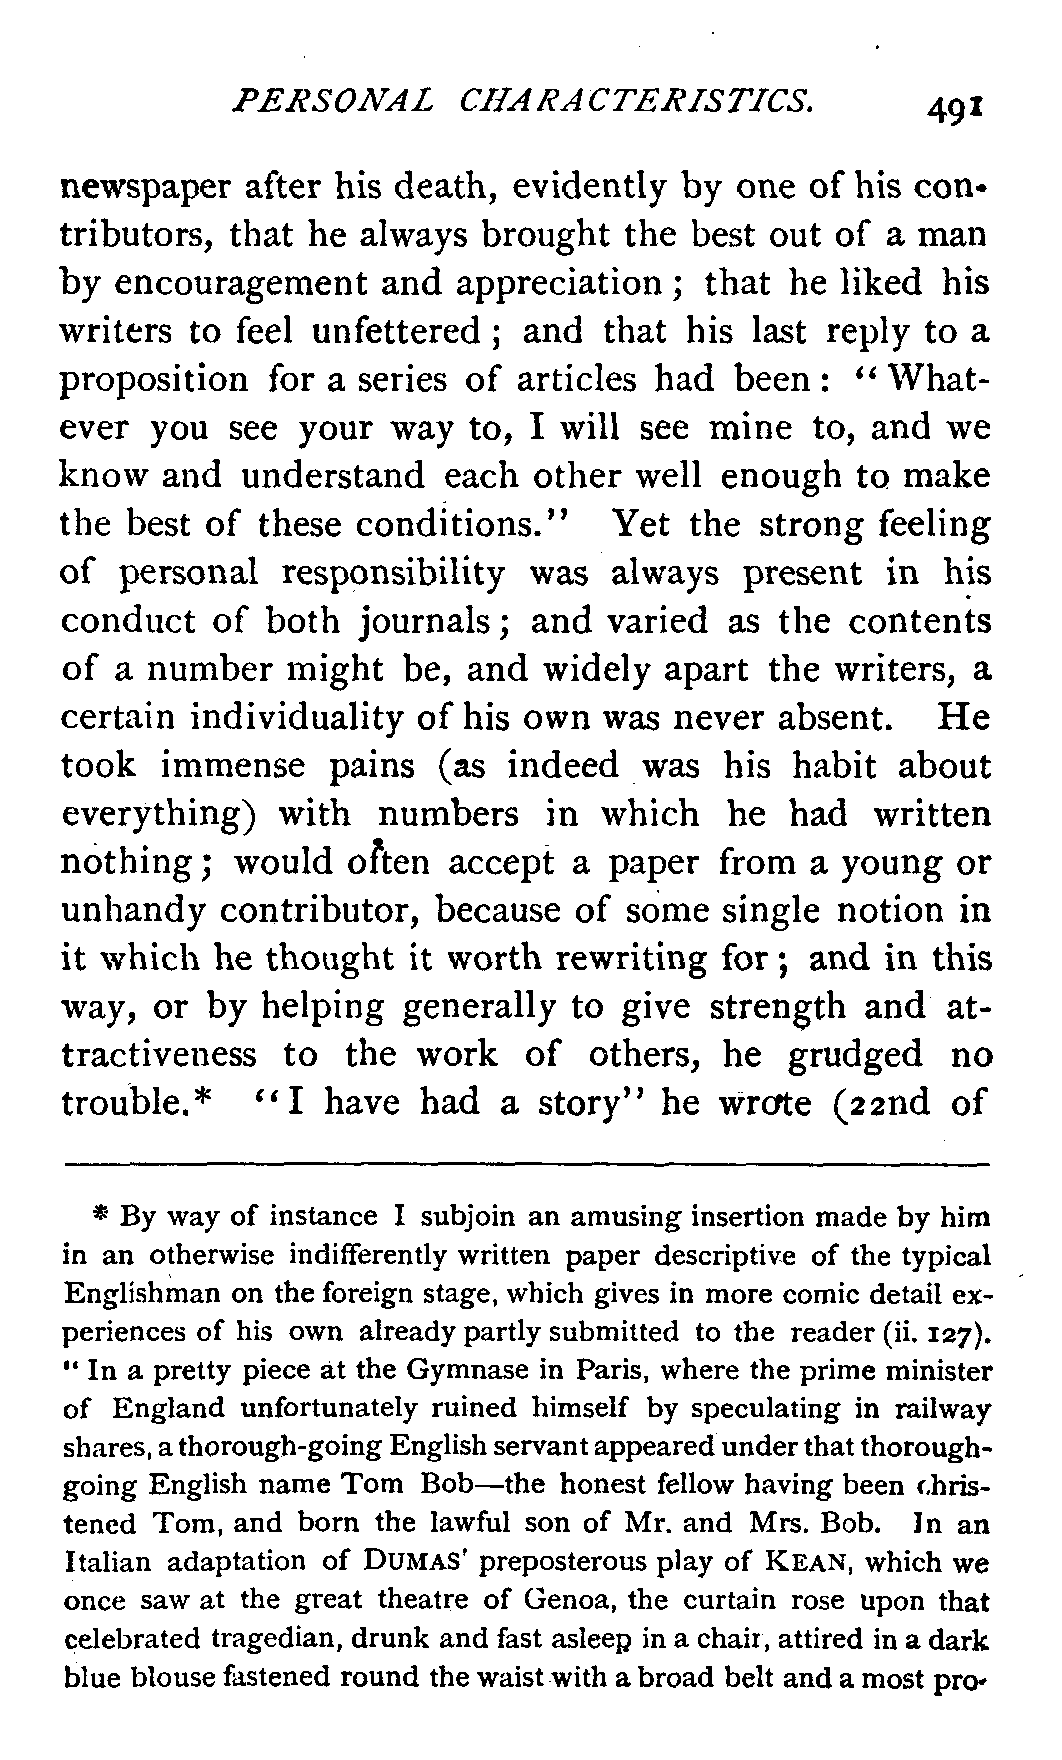 PERSONAL CHARACTERISTICS. 491
newspaper after his death, evidently by one of his con-
tributors, that he always brought the best out of a man
by encouragement and appreciation ; that he liked his
writers to feel unfettered ; and that his last reply to a
proposition for a series of articles had been : “ What-
ever you see your way to, I will see mine to, and we
know and understand each other well enough to make
the best of these conditions.” Yet the strong feeling
of personal responsibility was always present in his
conduct of both journals ; and varied as the contents
of a number might be, and widely apart the writers, a
certain individuality of his own was never absent. He
took immense pains (as indeed was his habit about
everything) with numbers in which he had written
nothing ; would often accept a paper from a young or
unhandy contributor, because of some single notion in
it which he thought it worth rewriting for ; and in this
way, or by helping generally to give strength and at-
tractiveness to the work of others, he grudged no
trouble.* “ I have had a story” he wrote (22nd of
* By way of instance I subjoin an amusing insertion made by him
in an otherwise indifferently written paper descriptive of the typical
Englishman on the foreign stage, which gives in more comic detail ex-
periences of his own already partly submitted to the reader (ii. 127).
“ In a pretty piece at the Gymnase in Paris, where the prime minister
of England unfortunately ruined himself by speculating in railway
shares, a thorough-going English servant appeared under that thorough-
going English name Tom Bob—the honest fellow having been chris-
tened Tom, and born the lawful son of Mr. and Mrs. Bob. In an
Italian adaptation of DUMAS' preposterous play of KEAN, which we
once saw at the great theatre of Genoa, the curtain rose upon that
celebrated tragedian, drunk and fast asleep in a chair, attired in a dark
blue blouse fastened round the waist with a broad belt and a most pro-